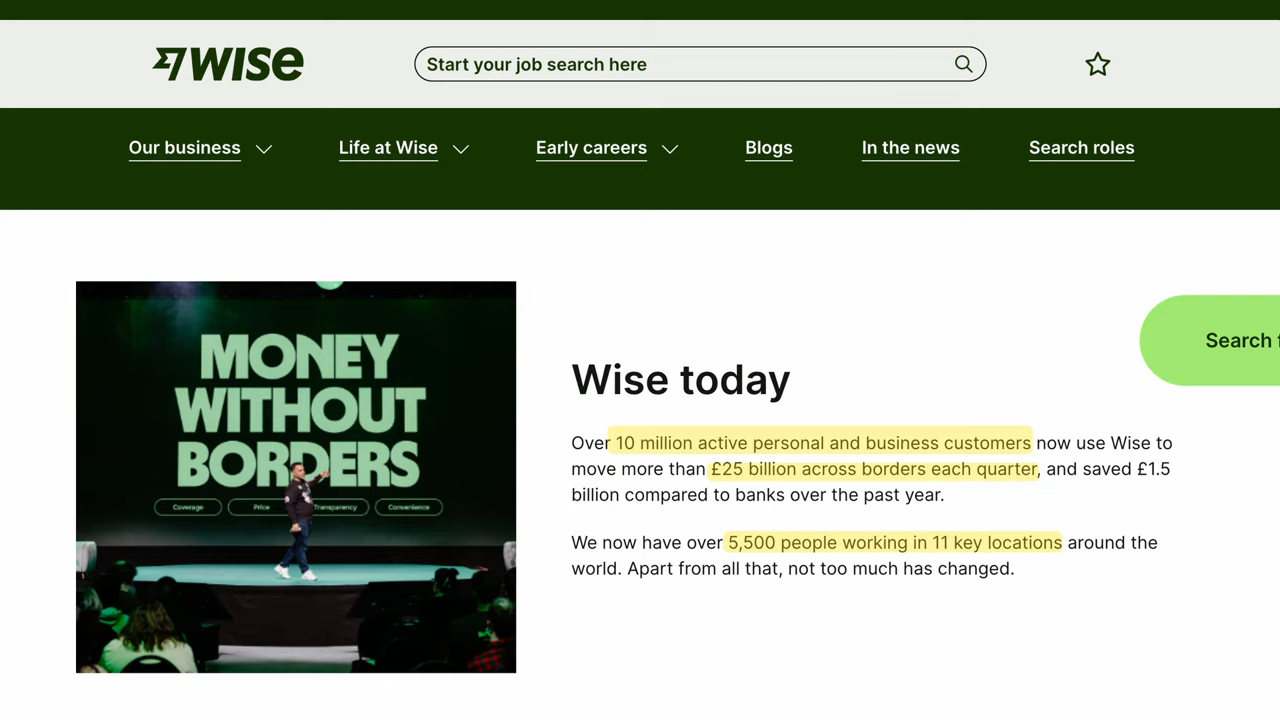 WISE
Start your job search here
Our business
Life at Wise
Early careers
Blogs
In the news
Search roles
MONEY
WITHOUT
BORDERS
Coverage
Price
Transparency
Convenience
Search
Wise today
Over 10 million active personal and business customers now use Wise to
move more than £25 billion across borders each quarter, and saved £1.5
billion compared to banks over the past year.
We now have over 5,500 people working in 11 key locations around the
world. Apart from all that, not too much has changed.